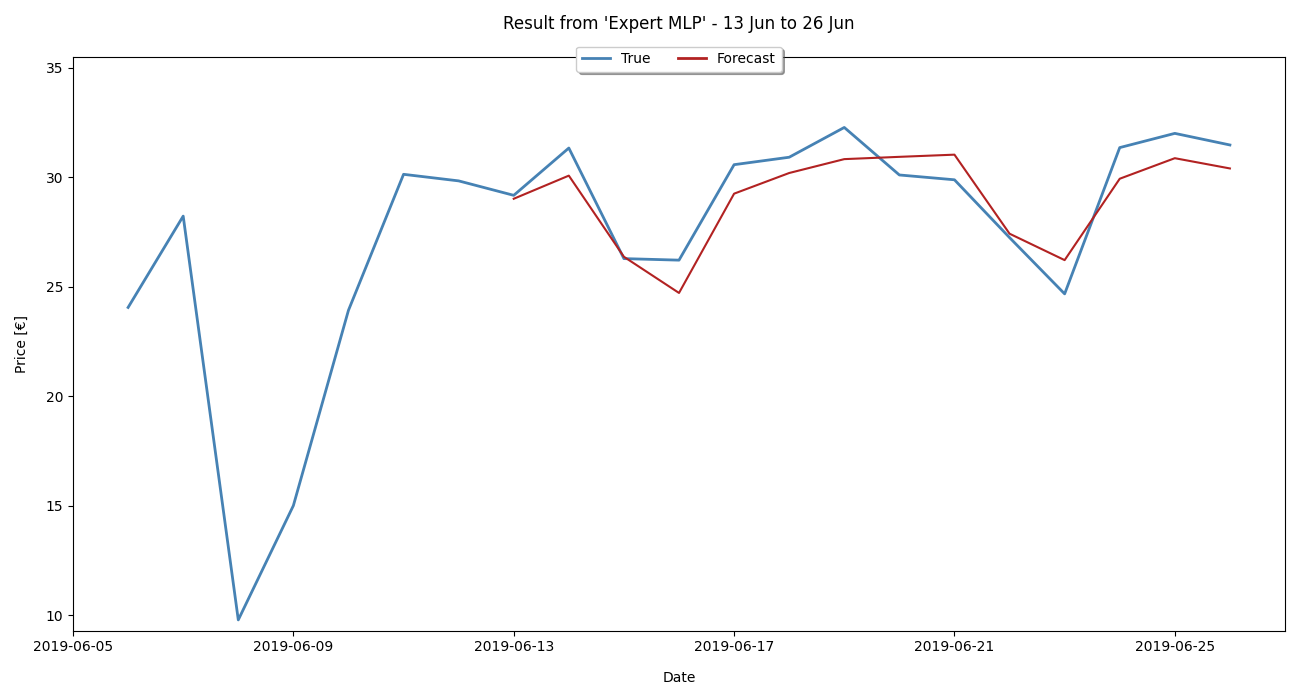 Result from 'Expert MLP' - 13 Jun to 26 Jun
True Forecast
35
30
25
20
15
10
Price [€]
2019-06-05 2019-06-09 2019-06-13 2019-06-17 2019-06-21 2019-06-25
Date